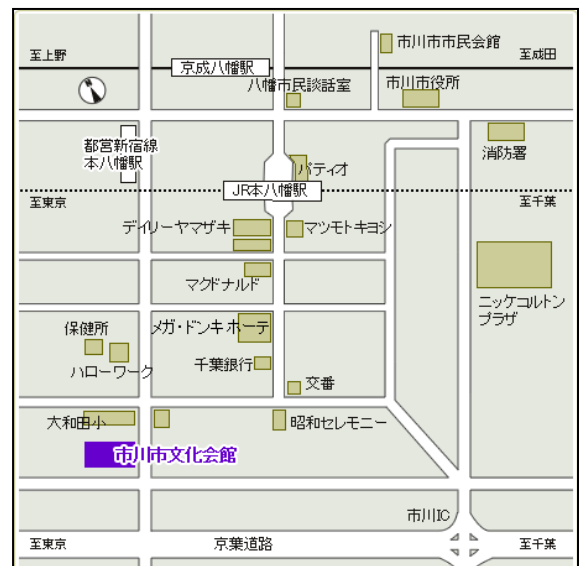 市川市市民会館
至上野
至成田
京成八幡駅
八幡市民談話室
市川市役所
都営新宿線
本八幡駅
消防署
パティオ
JR本八幡駅
至東京
至千葉
デイリーヤマザキ
マツモトキヨシ
マクドナルド
ニッケコルトン
プラザ
保健所
メガ・ドンキホーテ
千葉銀行
ハローワーク
交番
大和田小
昭和セレモニー
市川市文化会館
市川IC
至東京
京葉道路
至千葉